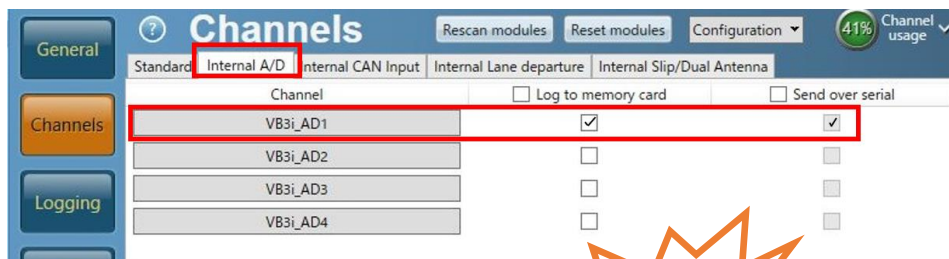 General
Channels
Logging
? Channels
Rescan modules Reset modules Configuration 41% Channel usage
Standard Internal A/D Internal CAN Input Internal Lane departure Internal Slip/Dual Antenna
Channel Log to memory card Send over serial
VB3i_AD1
VB3i_AD2
VB3i_AD3
VB3i_AD4